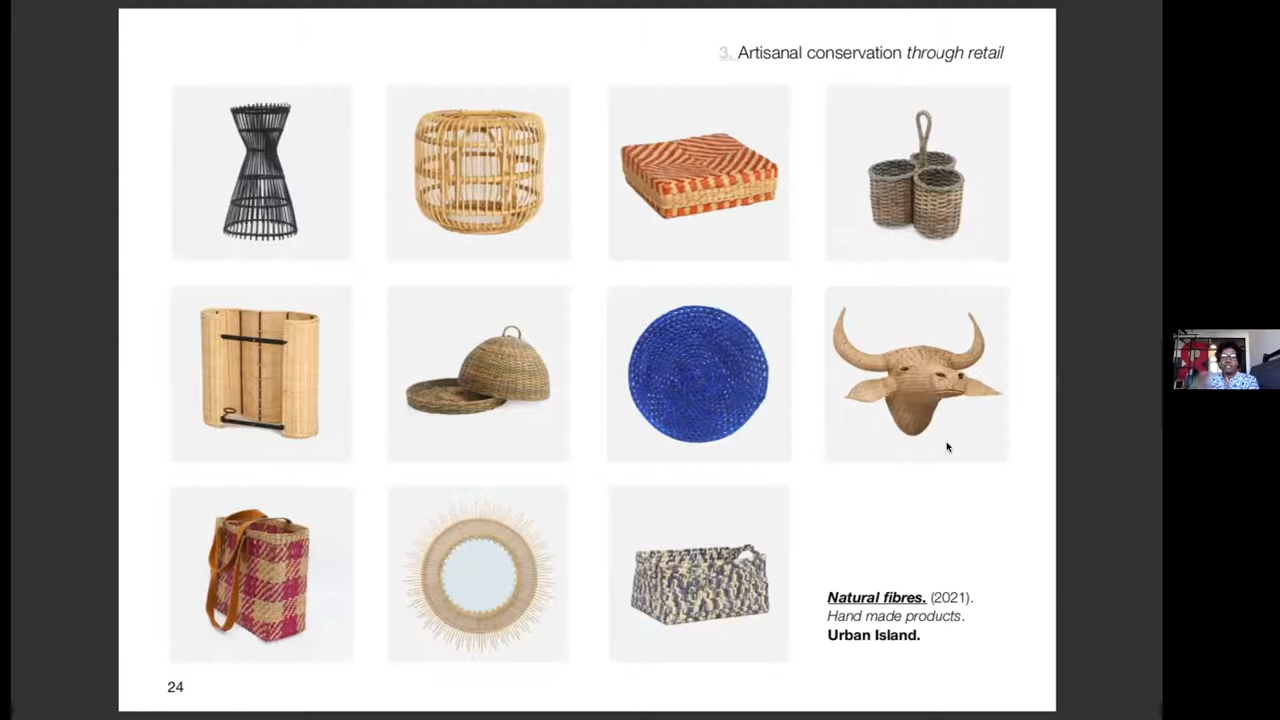 3. Artisanal conservation through retail
Natural fibres. (2021).
Hand made products.
Urban Island.
24